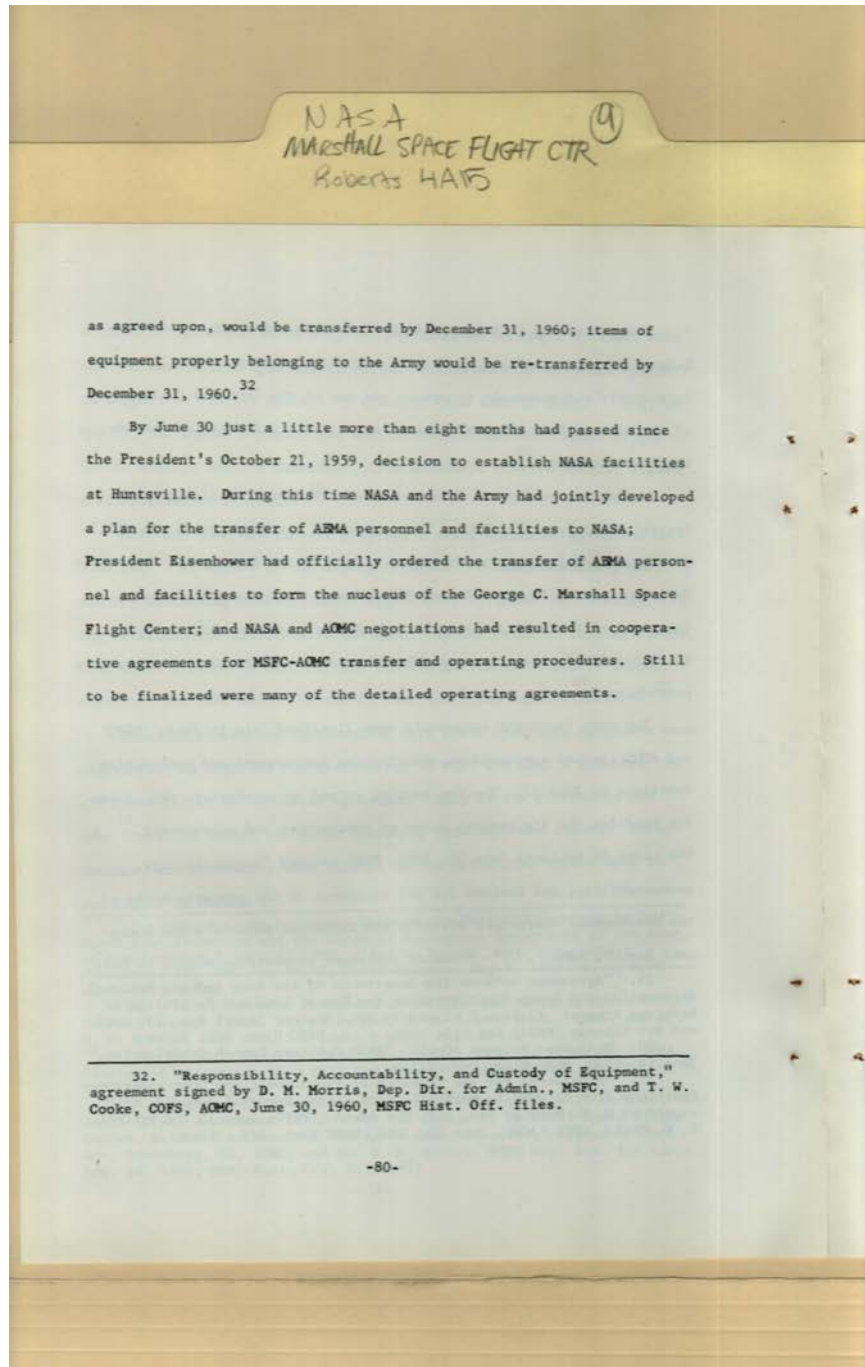 NASA
9
MARSHALL SPACE FLIGHT CTR
Roberts 4A15
as agreed upon, would be transferred by December 31, 1960; items of
equipment properly belonging to the Army would be re-transferred by
December 31, 1960.32
By June 30 just a little more than eight months had passed since
the President's October 21, 1959, decision to establish NASA facilities
at Huntsville. During this time NASA and the Army had jointly developed
a plan for the transfer of ABMA personnel and facilities to NASA;
President Eisenhower had officially ordered the transfer of ABMA person-
nel and facilities to form the nucleus of the George C. Marshall Space
Flight Center; and NASA and AOMC negotiations had resulted in coopera-
tive agreements for MSFC-AOMC transfer and operating procedures. Still
to be finalized were many of the detailed operating agreements.
32. "Responsibility, Accountability, and Custody of Equipment,"
agreement signed by D. M. Morris, Dep. Dir. for Admin., MSFC, and T. W.
Cooke, COFS, AOMC, June 30, 1960, MSFC Hist. Off. files.
-80-